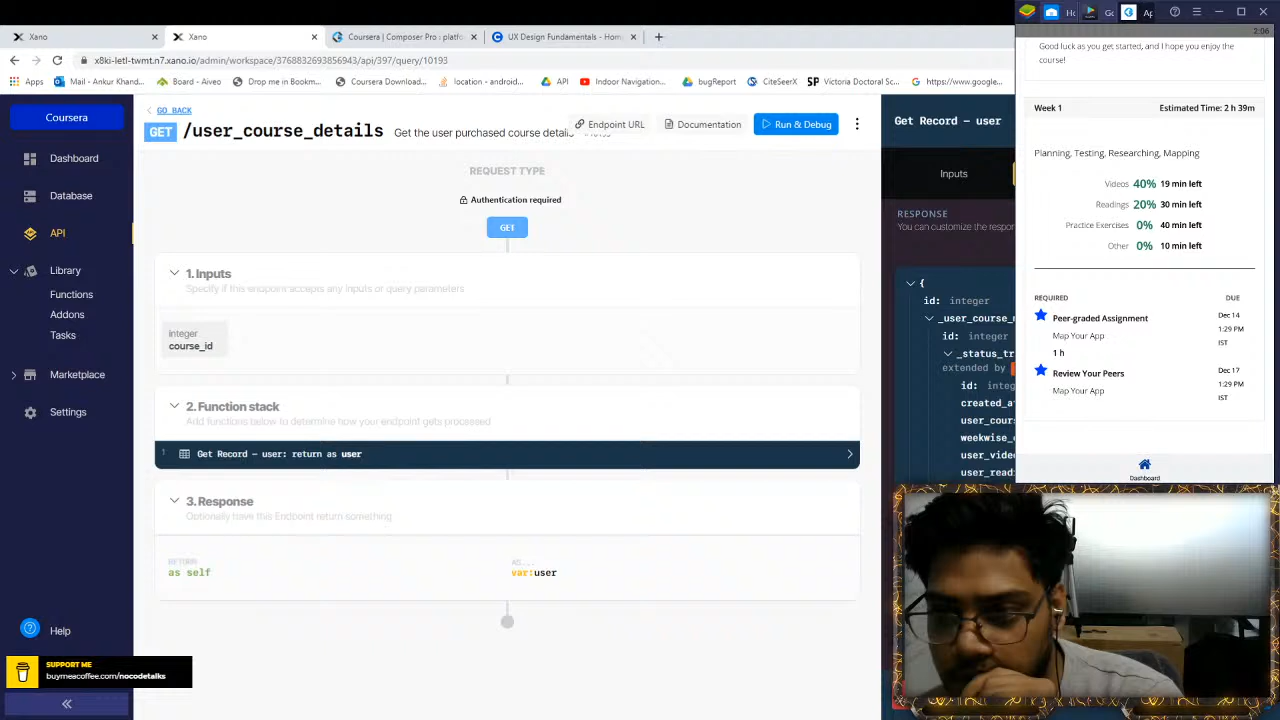 Xano
Xano
Coursera | Composer Pro : platfo
UX Design Fundamentals - Home
x8ki-letl-twmt.n7.xano.io/admin/workspace/3768832693856943/api/397/query/10193
Apps
Mail - Ankur Khand...
Board - Aiveo
Drop me in Bookm...
Coursera Download...
location - android...
API
Indoor Navigation...
bugReport
CiteSeerX
SP Victoria Doctoral Sc...
https://www.google...
Coursera
Dashboard
Database
API
Library
Functions
Addons
Tasks
Marketplace
Settings
Help
SUPPORT ME
buymeacoffee.com/nocodetalks
GO BACK
GET /user_course_details
Get the user purchased course details
Endpoint URL
Documentation
Run & Debug
REQUEST TYPE
Authentication required
GET
1. Inputs
Specify if this endpoint accepts any inputs or query parameters
integer
course_id
2. Function stack
Add functions below to determine how your endpoint gets processed
1 Get Record – user: return as user
3. Response
Optionally have this Endpoint return something
RETURN
as self
AS...
var:user
Get Record – user
Inputs
RESPONSE
You can customize the respon
{
id: integer
_user_course_m
id: integer
_status_tr
extended by
id: integ
created_at
user_cours
weekwise_
user_video
user_readi
2:06
Good luck as you get started, and I hope you enjoy the
course!
Week 1
Estimated Time: 2 h 39m
Planning, Testing, Researching, Mapping
Videos 40% 19 min left
Readings 20% 30 min left
Practice Exercises 0% 40 min left
Other 0% 10 min left
REQUIRED
DUE
Peer-graded Assignment
Map Your App
1 h
Dec 14
1:29 PM
IST
Review Your Peers
Map Your App
Dec 17
1:29 PM
IST
Dashboard